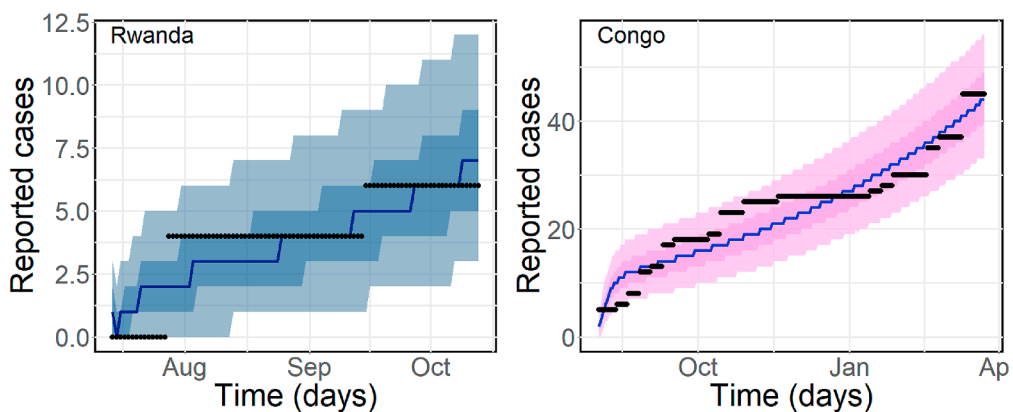 Rwanda
Reported cases
12.5
10.0
7.5
5.0
2.5
0.0
Aug
Sep
Oct
Time (days)
Congo
Reported cases
40
20
0
Oct
Jan
Ap
Time (days)